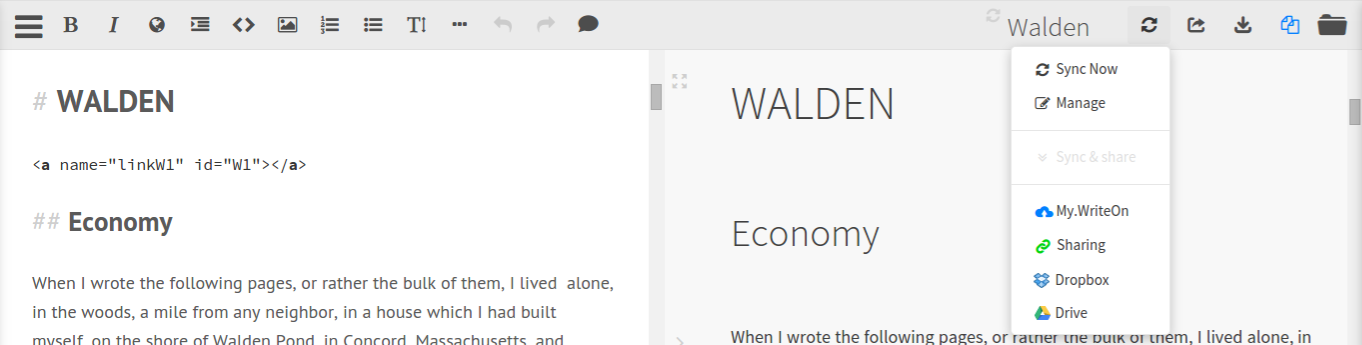 B I T
Walden
# WALDEN
<a name="linkW1" id="W1"></a>
## Economy
When I wrote the following pages, or rather the bulk of them, I lived alone,
in the woods, a mile from any neighbor, in a house which I had built
myself, on the shore of Walden Pond, in Concord, Massachusetts, and
WALDEN
Economy
When I wrote the following pages, or rather the bulk of them, I lived alone, in
Sync Now
Manage
Sync & share
My.WriteOn
Sharing
Dropbox
Drive